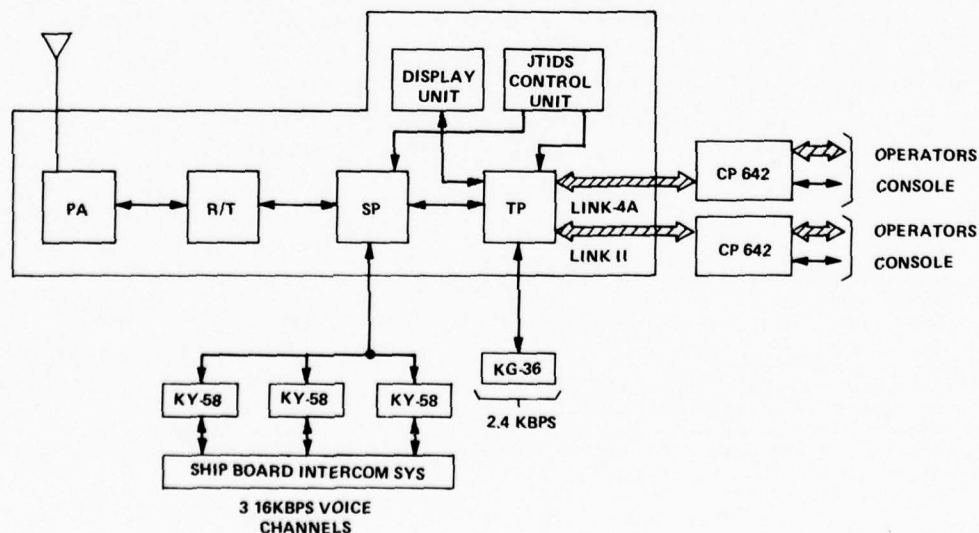 DISPLAY
UNIT
JTIDS
CONTROL
UNIT
PA
R/T
SP
TP
LINK-4A
LINK II
CP 642
OPERATORS
CONSOLE
CP 642
OPERATORS
CONSOLE
KY-58
KY-58
KY-58
KG-36
2.4 KBPS
SHIP BOARD INTERCOM SYS
3 16KBPS VOICE
CHANNELS